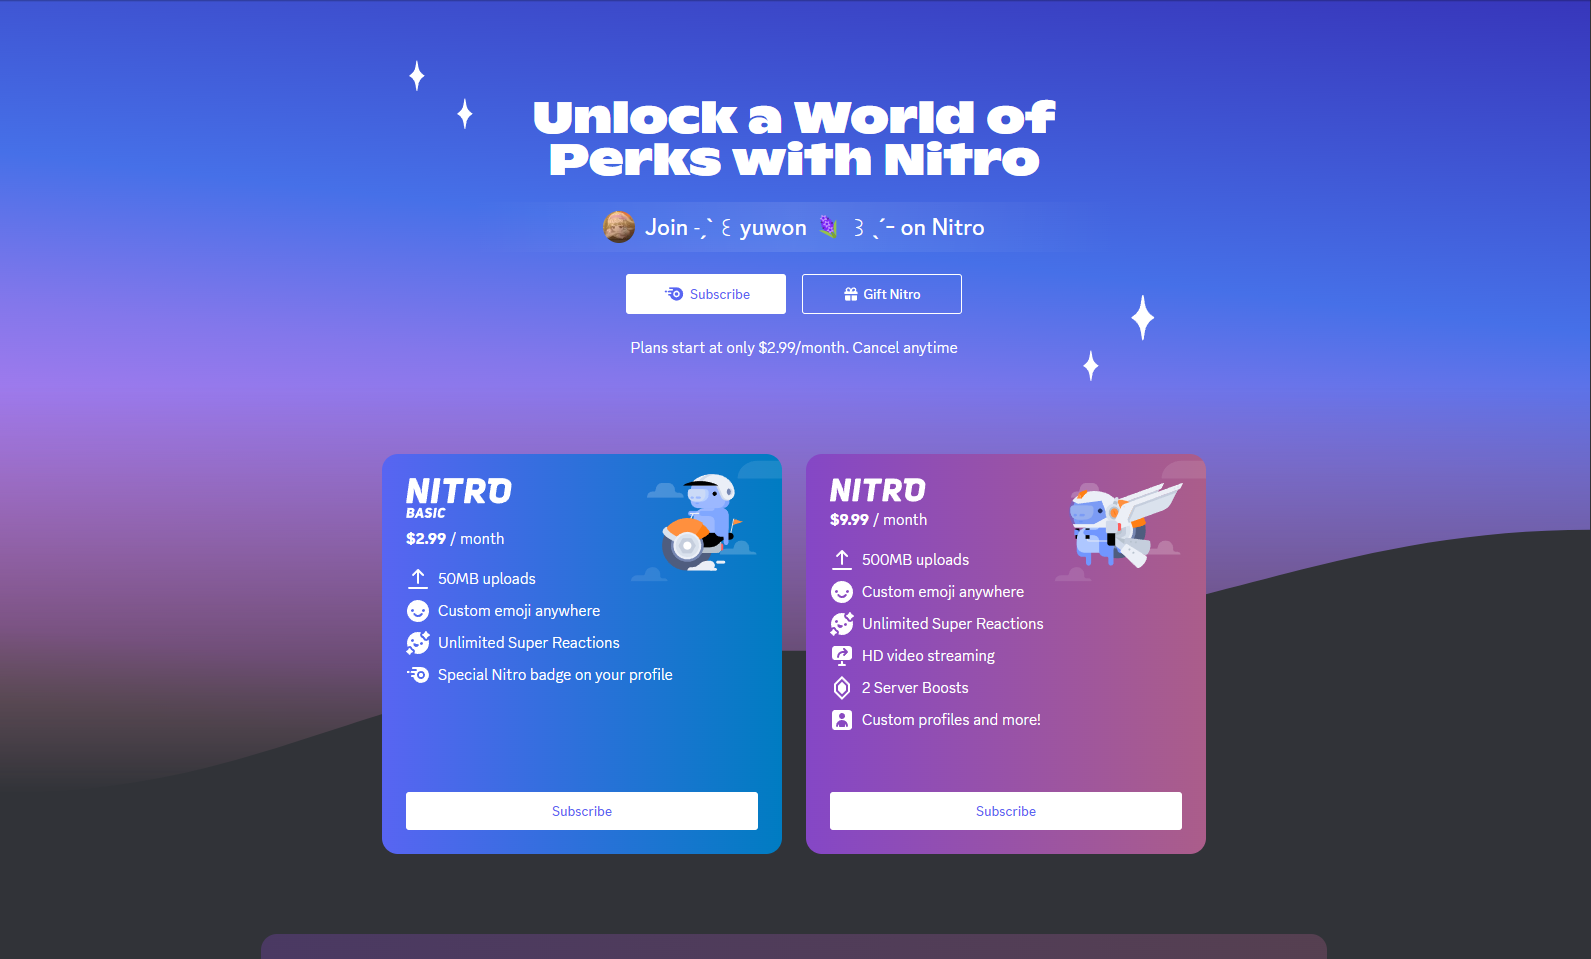 Unlock a World of
Perks with Nitro
Join -ˏˋ ꒰ yuwon 🍇 ꒱ ˎˊ- on Nitro
Subscribe
Gift Nitro
Plans start at only $2.99/month. Cancel anytime
NITRO
BASIC
$2.99 / month
50MB uploads
Custom emoji anywhere
Unlimited Super Reactions
Special Nitro badge on your profile
Subscribe
NITRO
$9.99 / month
500MB uploads
Custom emoji anywhere
Unlimited Super Reactions
HD video streaming
2 Server Boosts
Custom profiles and more!
Subscribe